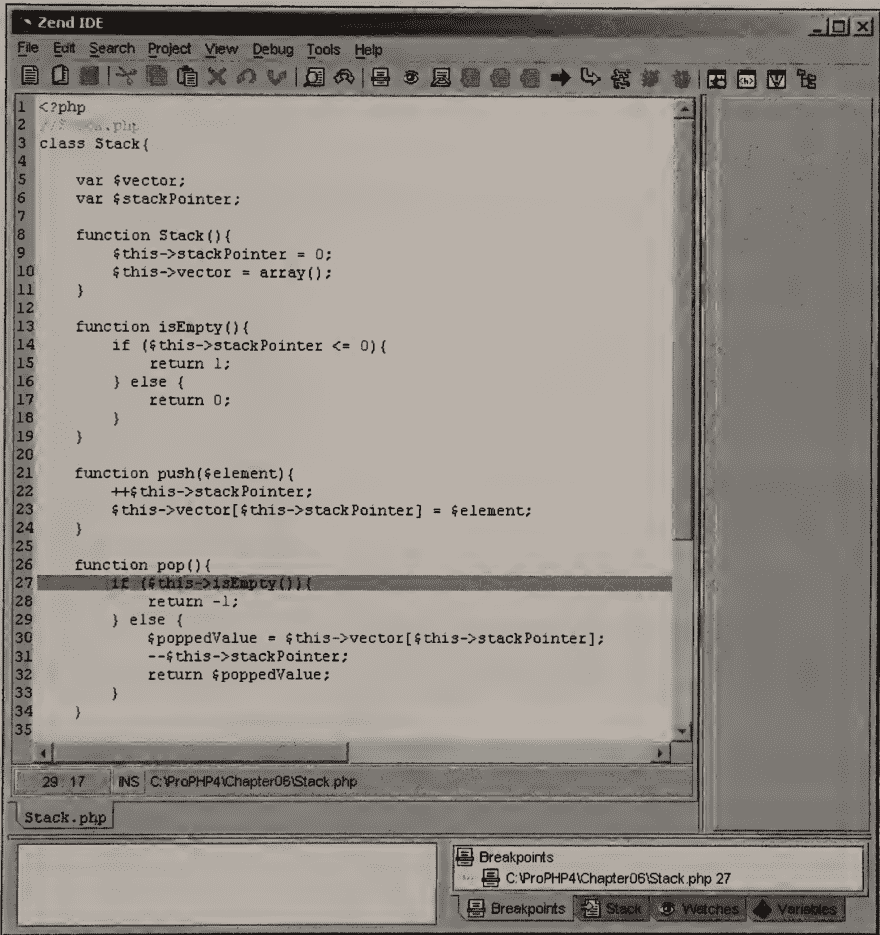 Zend IDE
File Edit Search Project View Debug Tools Help
1 <?php
2 .php
3 class Stack{
4
5 var $vector;
6 var $stackPointer;
7
8 function Stack(){
9 $this->stackPointer = 0;
10 $this->vector = array();
11 }
12
13 function isEmpty(){
14 if ($this->stackPointer <= 0){
15 return 1;
16 } else {
17 return 0;
18 }
19 }
20
21 function push($element){
22 ++$this->stackPointer;
23 $this->vector[$this->stackPointer] = $element;
24 }
25
26 function pop(){
27 if ($this->isEmpty()){
28 return -1;
29 } else {
30 $poppedValue = $this->vector[$this->stackPointer];
31 --$this->stackPointer;
32 return $poppedValue;
33 }
34 }
35
29 : 17 INS C:\ProPHP4\Chapter06\Stack.php
Stack.php
Breakpoints
C:\ProPHP4\Chapter06\Stack.php 27
Breakpoints Stack Watches Variables